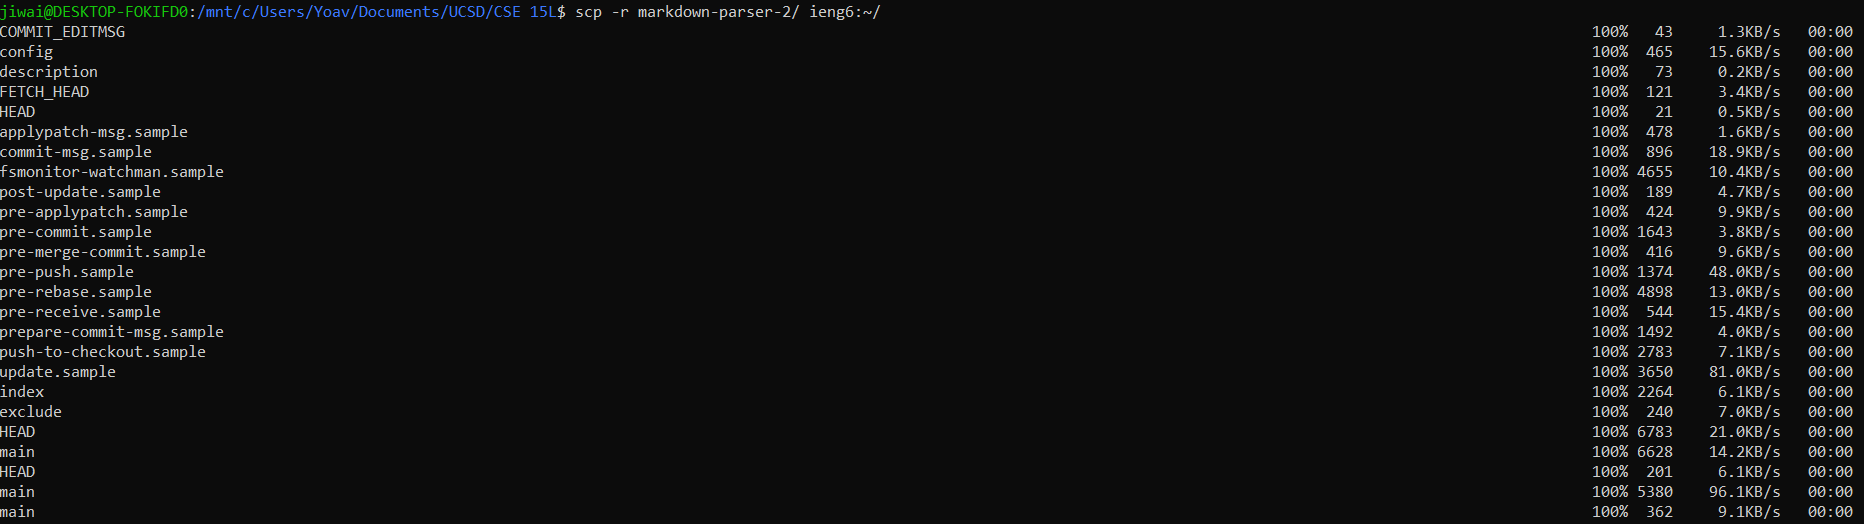 jiwai@DESKTOP-FOKIFD0:/mnt/c/Users/Yoav/Documents/UCSD/CSE 15L$ scp -r markdown-parser-2/ ieng6:~/
COMMIT_EDITMSG 100% 43 1.3KB/s 00:00
config 100% 465 15.6KB/s 00:00
description 100% 73 0.2KB/s 00:00
FETCH_HEAD 100% 121 3.4KB/s 00:00
HEAD 100% 21 0.5KB/s 00:00
applypatch-msg.sample 100% 478 1.6KB/s 00:00
commit-msg.sample 100% 896 18.9KB/s 00:00
fsmonitor-watchman.sample 100% 4655 10.4KB/s 00:00
post-update.sample 100% 189 4.7KB/s 00:00
pre-applypatch.sample 100% 424 9.9KB/s 00:00
pre-commit.sample 100% 1643 3.8KB/s 00:00
pre-merge-commit.sample 100% 416 9.6KB/s 00:00
pre-push.sample 100% 1374 48.0KB/s 00:00
pre-rebase.sample 100% 4898 13.0KB/s 00:00
pre-receive.sample 100% 544 15.4KB/s 00:00
prepare-commit-msg.sample 100% 1492 4.0KB/s 00:00
push-to-checkout.sample 100% 2783 7.1KB/s 00:00
update.sample 100% 3650 81.0KB/s 00:00
index 100% 2264 6.1KB/s 00:00
exclude 100% 240 7.0KB/s 00:00
HEAD 100% 6783 21.0KB/s 00:00
main 100% 6628 14.2KB/s 00:00
HEAD 100% 201 6.1KB/s 00:00
main 100% 5380 96.1KB/s 00:00
main 100% 362 9.1KB/s 00:00